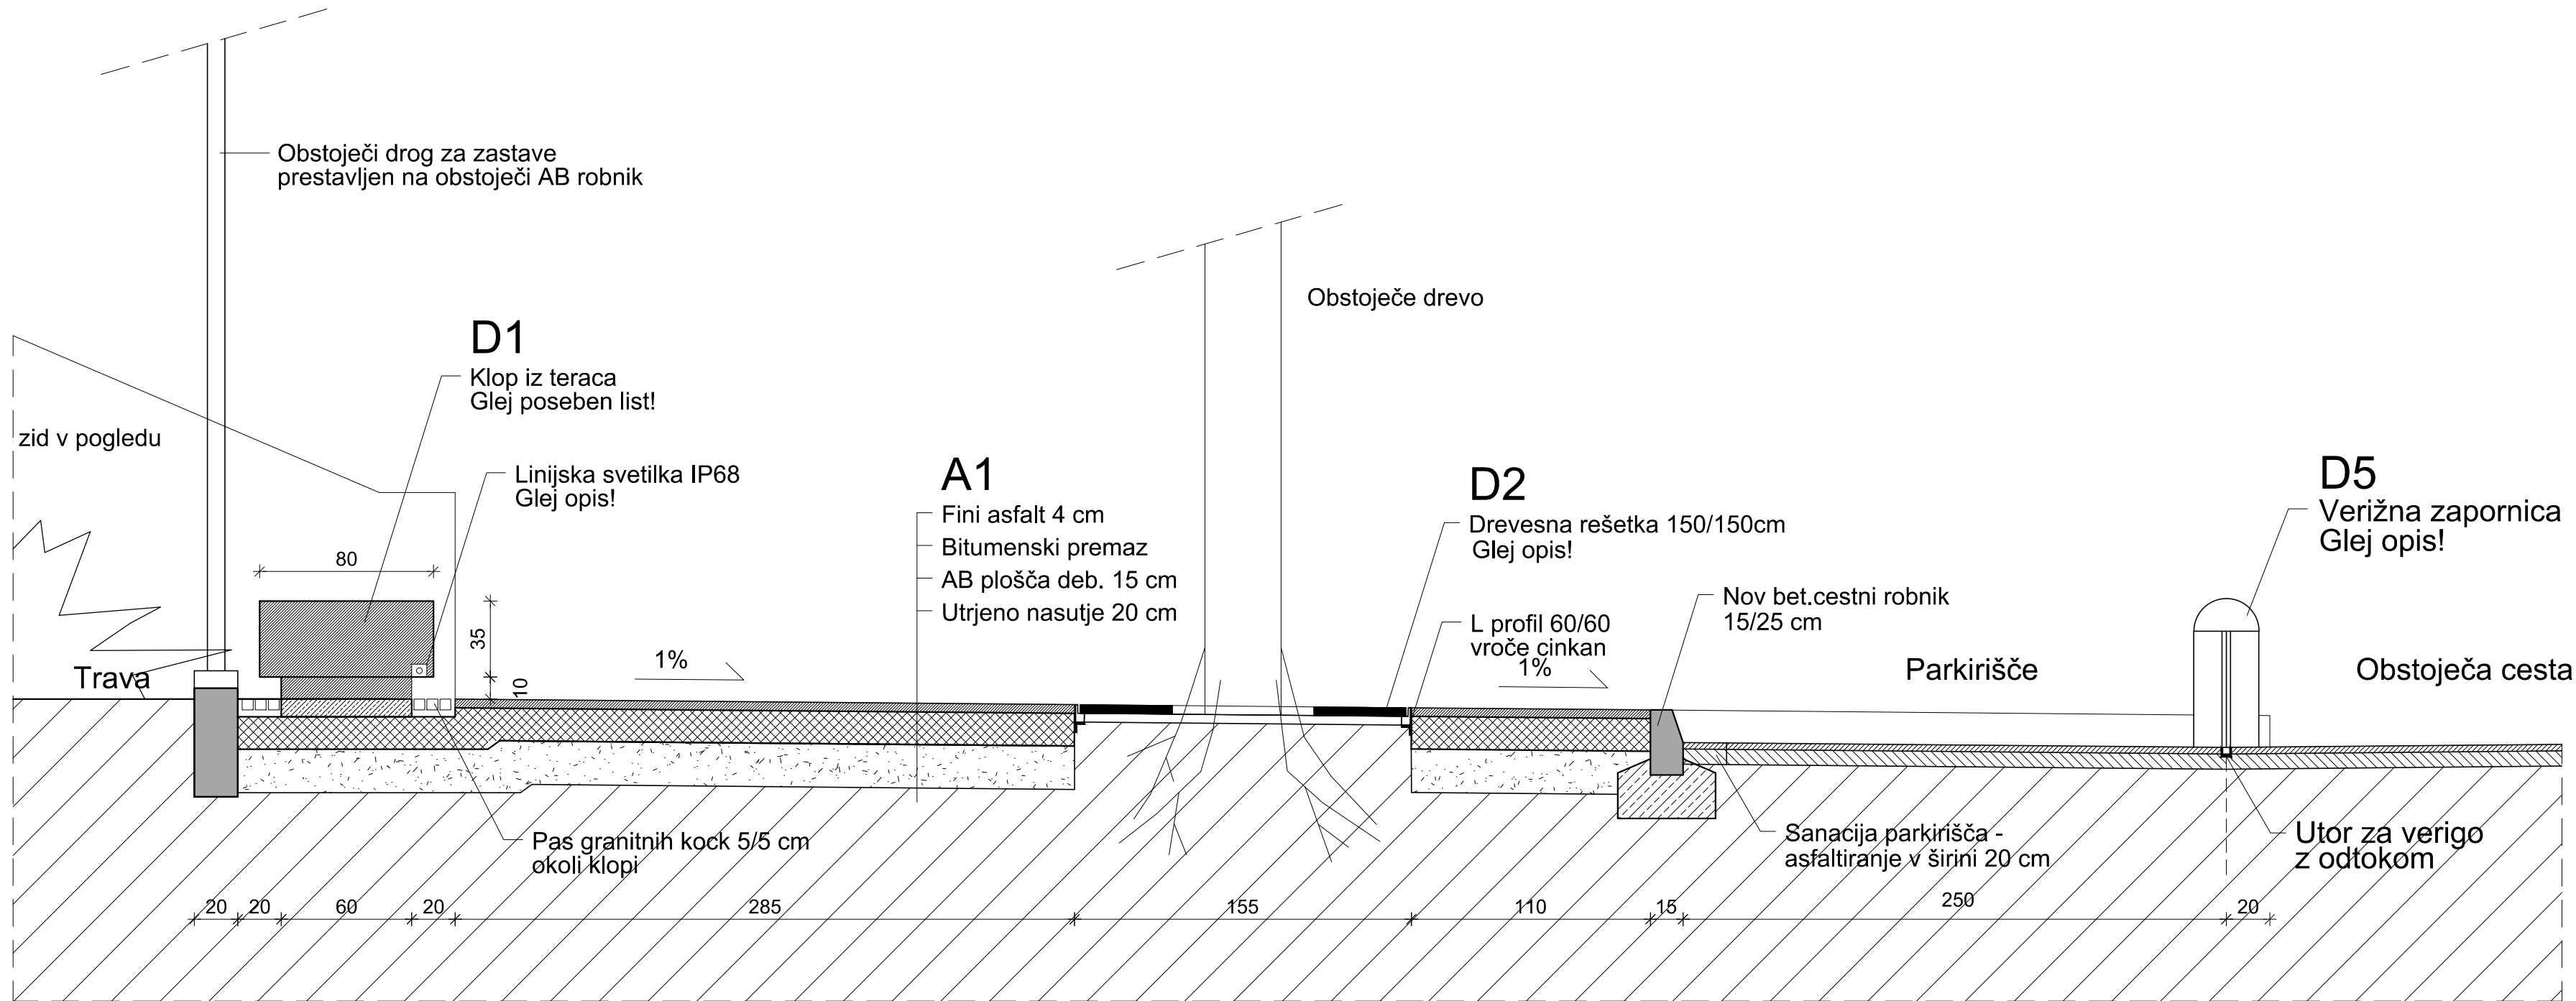 Obstoječi drog za zastave
prestavljen na obstoječi AB robnik
Obstoječe drevo
D1
Klop iz teraca
Glej poseben list!
zid v pogledu
Linijska svetilka IP68
Glej opis!
A1
Fini asfalt 4 cm
Bitumenski premaz
AB plošča deb. 15 cm
Utrjeno nasutje 20 cm
D2
Drevesna rešetka 150/150cm
Glej opis!
L profil 60/60
vroče cinkan
D5
Verižna zapornica
Glej opis!
Nov bet.cestni robnik
15/25 cm
80
35
10
1%
1%
Trava
Parkirišče
Obstoječa cesta
Pas granitnih kock 5/5 cm
okoli klopi
Sanacija parkirišča -
asfaltiranje v širini 20 cm
Utor za verigo
z odtokom
20 20 60 20 285 155 110 15 250 20